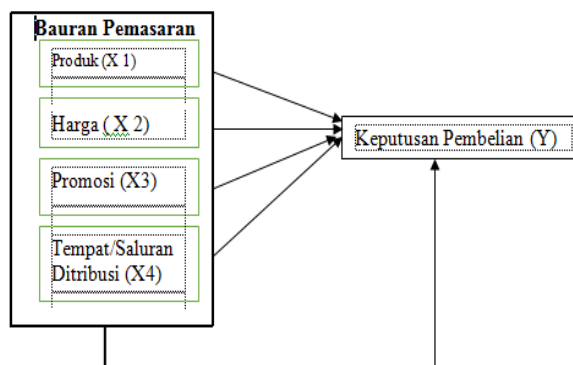 Bauran Pemasaran
Produk (X 1)
Harga ( X 2)
Promosi (X3)
Tempat/Saluran
Ditribusi (X4)
Keputusan Pembelian (Y)